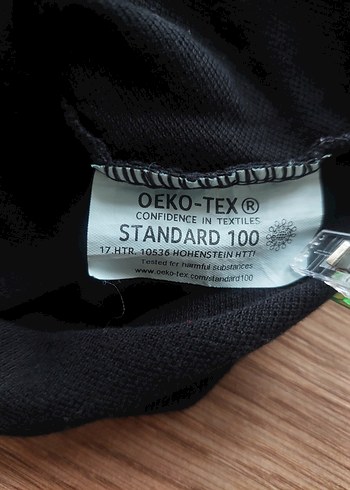 OEKO-TEX®
CONFIDENCE IN TEXTILES
STANDARD 100
17.HTR. 10536 HOHENSTEIN HTTI
Tested for harmful substances
www.oeko-tex.com/standard100